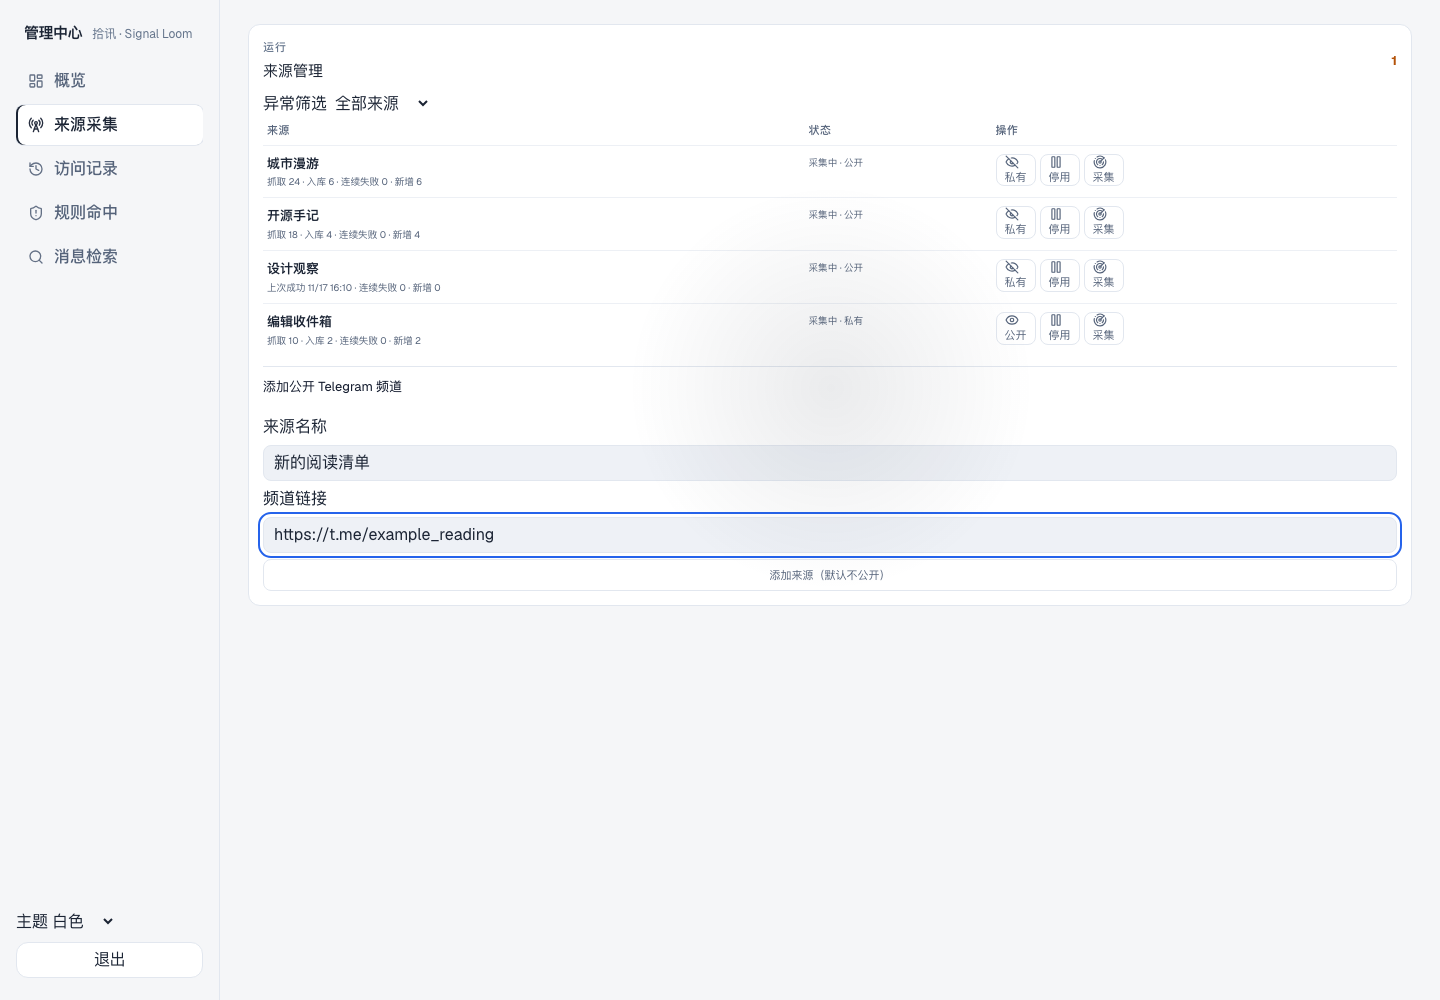 管理中心 拾讯 · Signal Loom
概览
来源采集
访问记录
规则命中
消息检索
主题 白色
退出
运行
来源管理
1
异常筛选 全部来源
来源 状态 操作
城市漫游 采集中 · 公开 私有 停用 采集
抓取 24 · 入库 6 · 连续失败 0 · 新增 6
开源手记 采集中 · 公开 私有 停用 采集
抓取 18 · 入库 4 · 连续失败 0 · 新增 4
设计观察 采集中 · 公开 私有 停用 采集
上次成功 11/17 16:10 · 连续失败 0 · 新增 0
编辑收件箱 采集中 · 私有 公开 停用 采集
抓取 10 · 入库 2 · 连续失败 0 · 新增 2
添加公开 Telegram 频道
来源名称
新的阅读清单
频道链接
https://t.me/example_reading
添加来源（默认不公开）